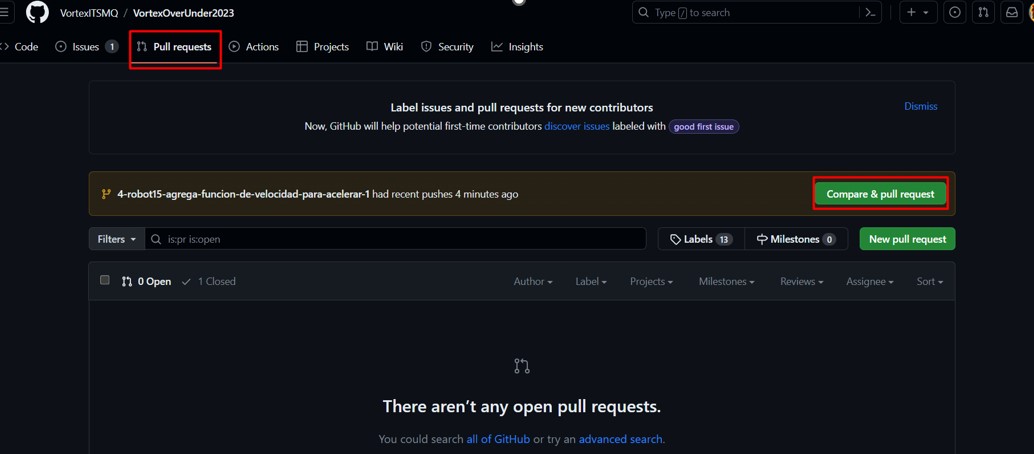 VortexITSMQ / VortexOverUnder2023
Type / to search
Code Issues 1 Pull requests Actions Projects Wiki Security Insights
Label issues and pull requests for new contributors
Dismiss
Now, GitHub will help potential first-time contributors discover issues labeled with good first issue
4-robot15-agrega-funcion-de-velocidad-para-acelerar-1 had recent pushes 4 minutes ago
Compare & pull request
Filters is:pr is:open Labels 13 Milestones 0 New pull request
0 Open 1 Closed Author Label Projects Milestones Reviews Assignee Sort
There aren’t any open pull requests.
You could search all of GitHub or try an advanced search.